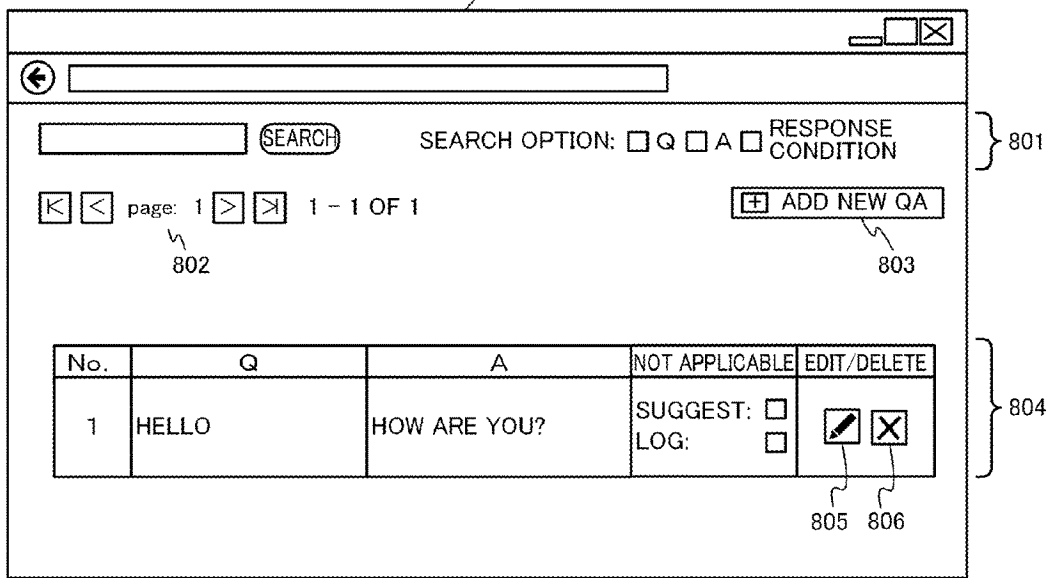 SEARCH SEARCH OPTION: Q A RESPONSE CONDITION 801
page: 1 1 - 1 OF 1 ADD NEW QA
802 803
No. Q A NOT APPLICABLE EDIT/DELETE
1 HELLO HOW ARE YOU? SUGGEST:
LOG:
804
805 806